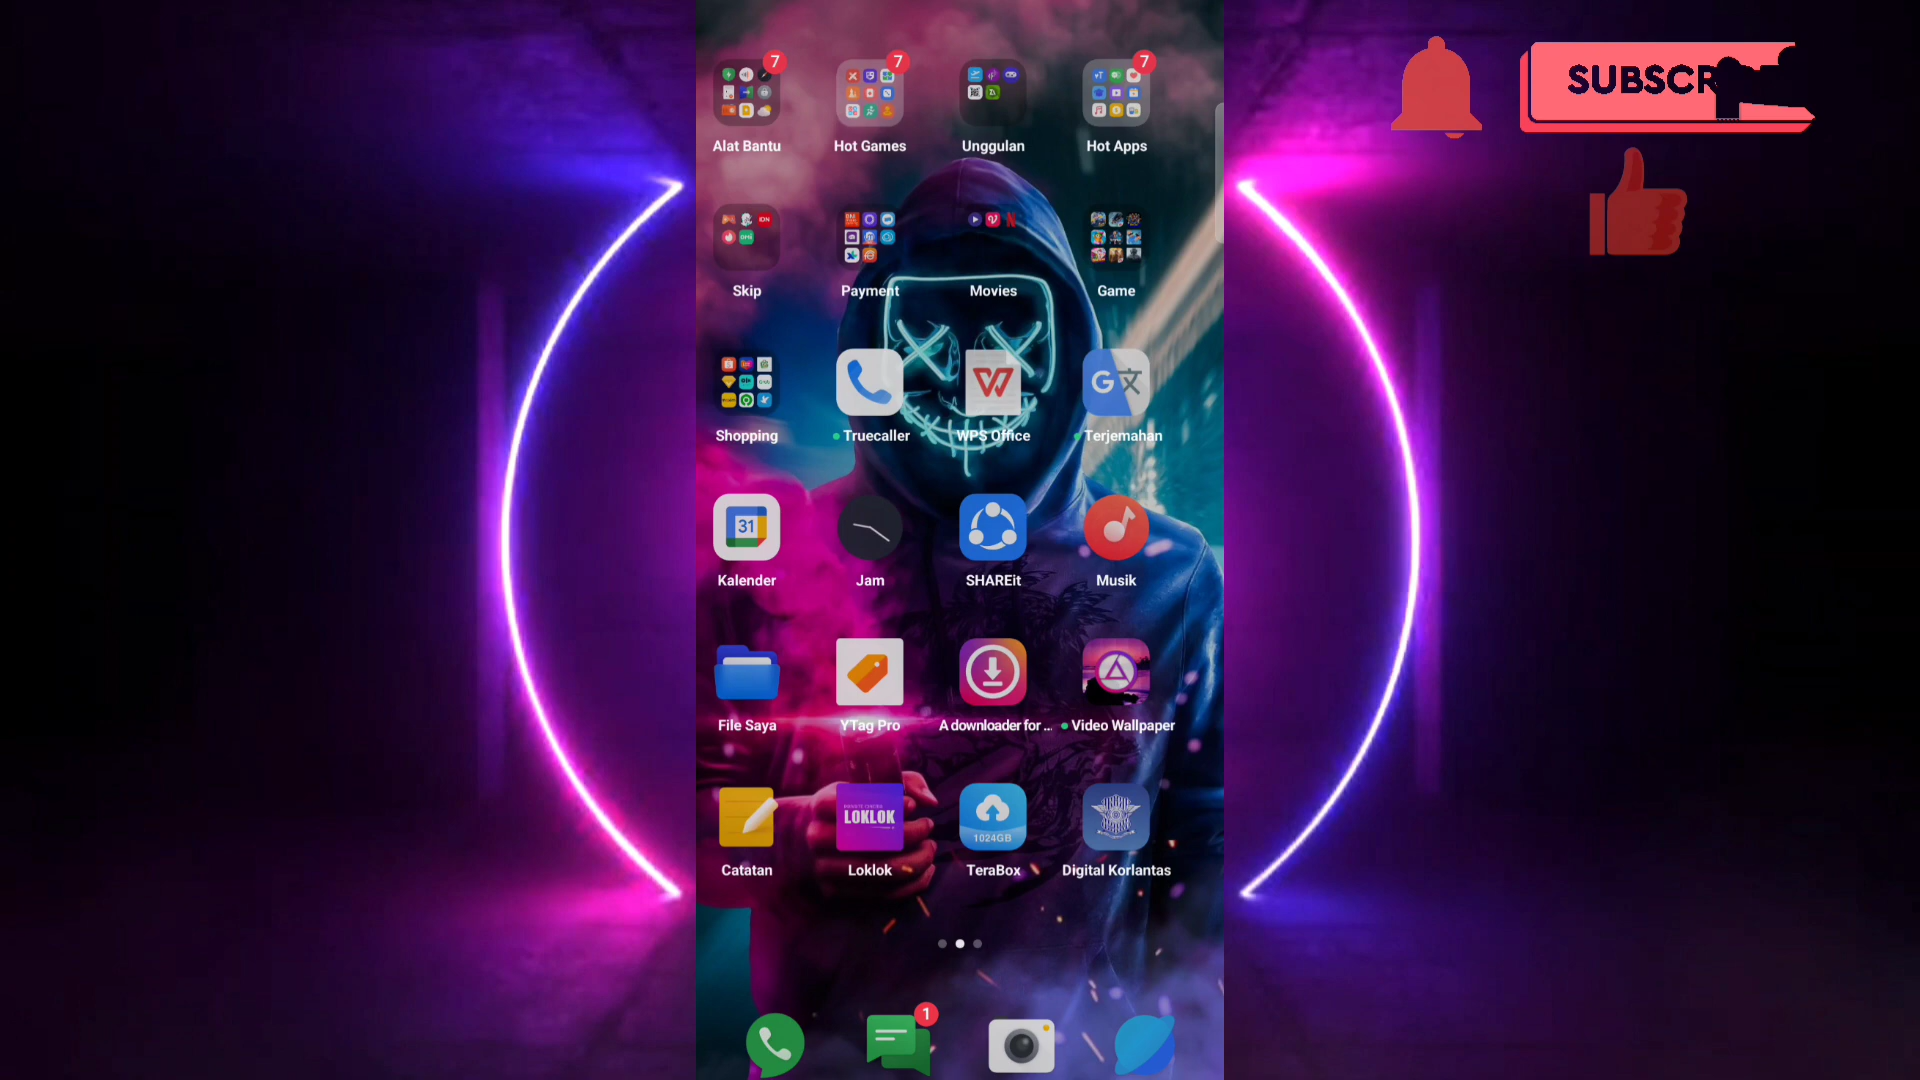 SUBSCR
7
7
7
Alat Bantu
Hot Games
Unggulan
Hot Apps
Skip
Payment
Movies
Game
Shopping
Truecaller
WPS Office
Terjemahan
31
Kalender
Jam
SHAREit
Musik
File Saya
YTag Pro
A downloader for ...
Video Wallpaper
LOKLOK
1024GB
Catatan
Loklok
TeraBox
Digital Korlantas
1